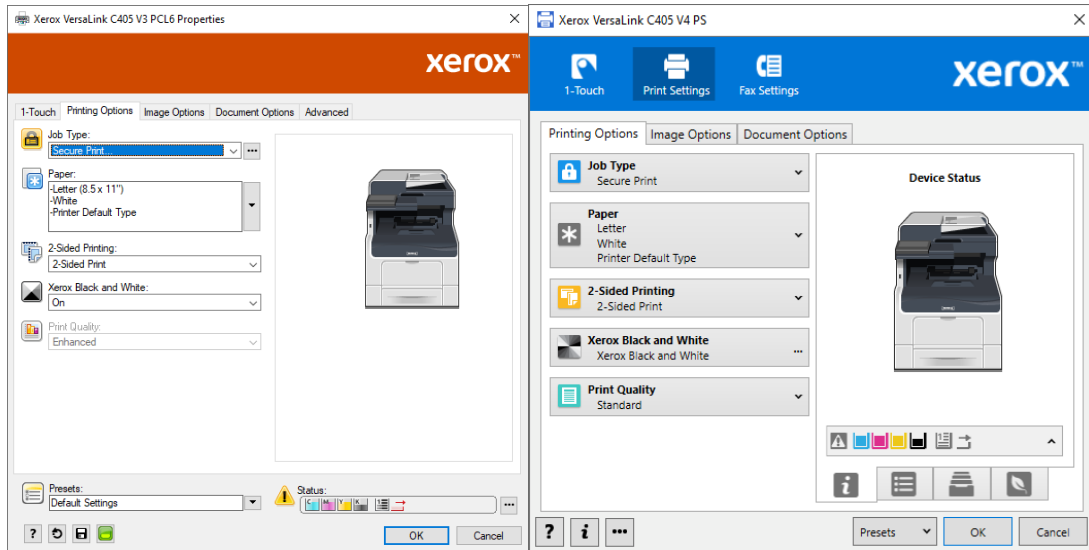 Xerox VersaLink C405 V3 PCL6 Properties
xerox™
1-Touch Printing Options Image Options Document Options Advanced
Job Type:
Secure Print...
Paper:
-Letter (8.5 x 11")
-White
-Printer Default Type
2-Sided Printing:
2-Sided Print
Xerox Black and White:
On
Print Quality:
Enhanced
Presets:
Default Settings
Status:
C M Y K
OK Cancel
Xerox VersaLink C405 V4 PS
1-Touch Print Settings Fax Settings
xerox™
Printing Options Image Options Document Options
Job Type
Secure Print
Paper
Letter
White
Printer Default Type
2-Sided Printing
2-Sided Print
Xerox Black and White
Xerox Black and White
Print Quality
Standard
Device Status
Presets OK Cancel